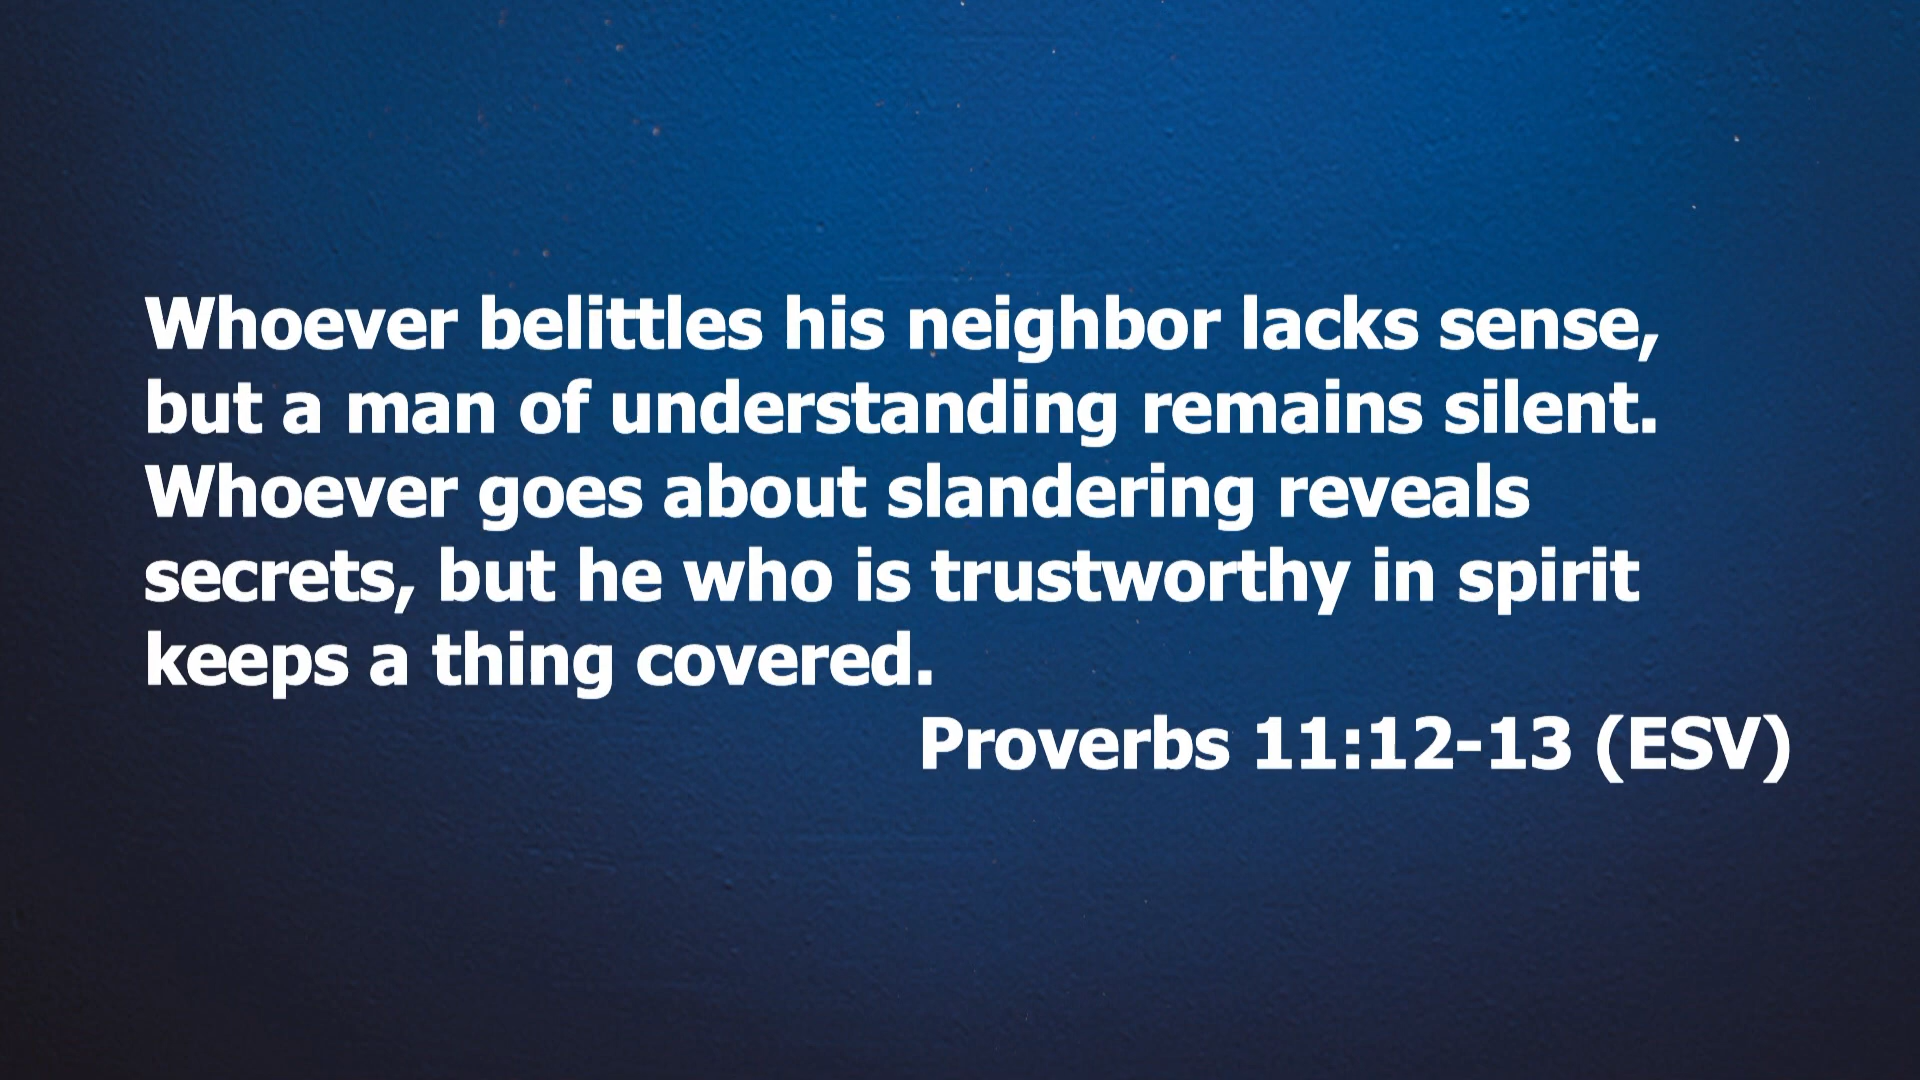 Whoever belittles his neighbor lacks sense,
but a man of understanding remains silent.
Whoever goes about slandering reveals
secrets, but he who is trustworthy in spirit
keeps a thing covered.
Proverbs 11:12-13 (ESV)